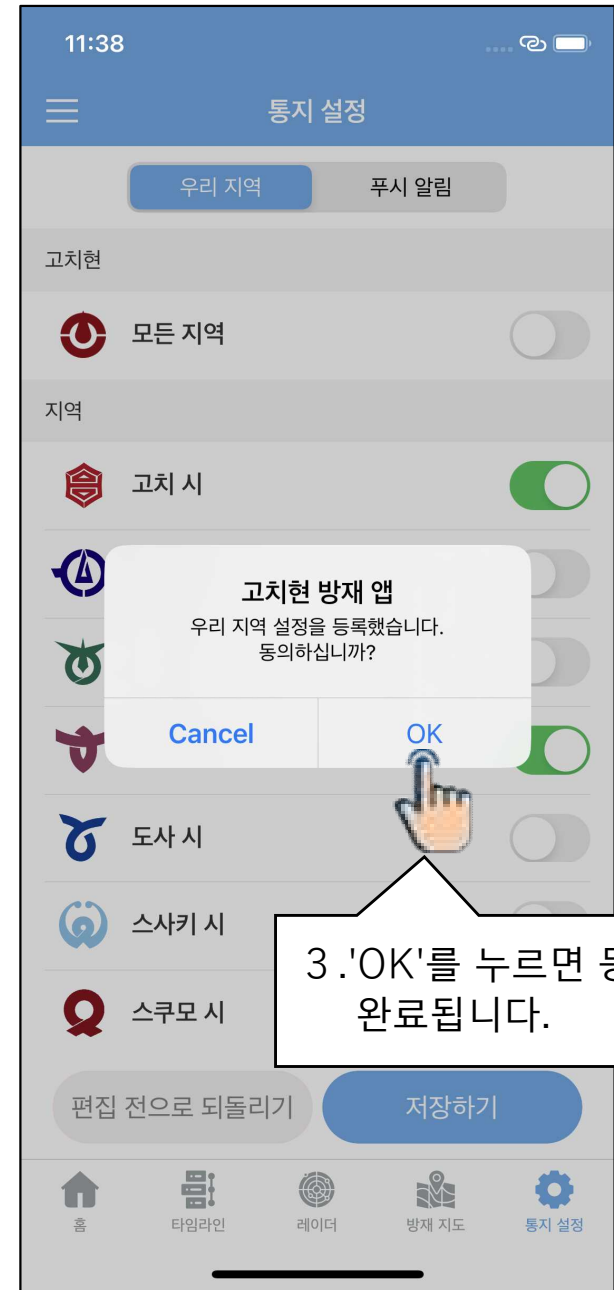 11:38
통지 설정
우리 지역
푸시 알림
고치현
모든 지역
지역
고치 시
고치현 방재 앱
우리 지역 설정을 등록했습니다.
동의하십니까?
Cancel
OK
도사 시
스사키 시
3.'OK'를 누르면
완료됩니다.
스쿠모 시
편집 전으로 되돌리기
저장하기
홈
타임라인
레이더
방재 지도
통지 설정